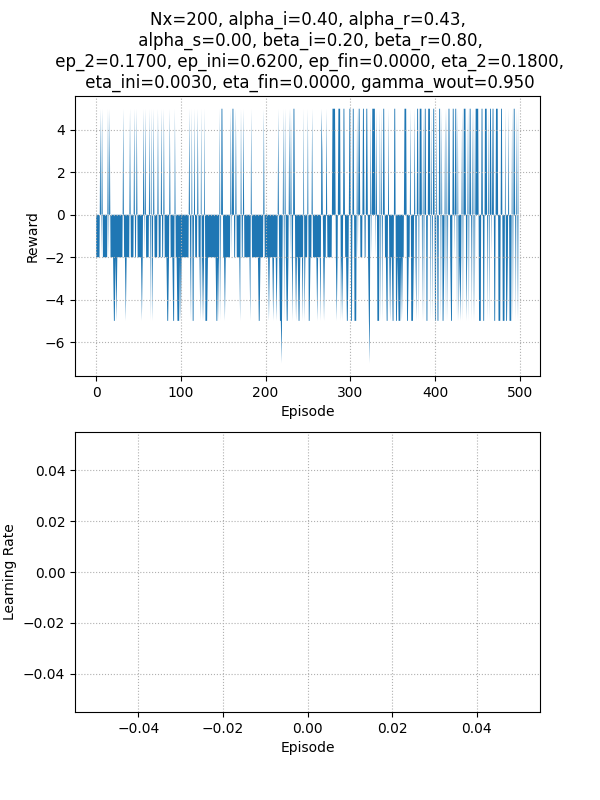 Nx=200, alpha_i=0.40, alpha_r=0.43,
alpha_s=0.00, beta_i=0.20, beta_r=0.80,
ep_2=0.1700, ep_ini=0.6200, ep_fin=0.0000, eta_2=0.1800,
eta_ini=0.0030, eta_fin=0.0000, gamma_wout=0.950
4
2
0
−2
−4
−6
Reward
0 100 200 300 400 500
Episode
0.04
0.02
0.00
−0.02
−0.04
Learning Rate
−0.04 −0.02 0.00 0.02 0.04
Episode